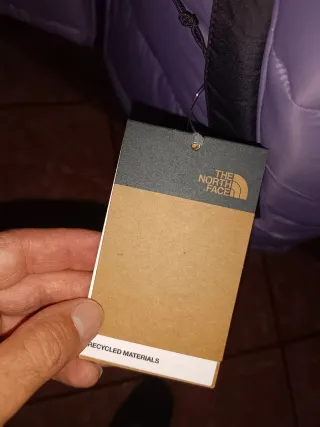 THE
NORTH
FACE
RECYCLED MATERIALS